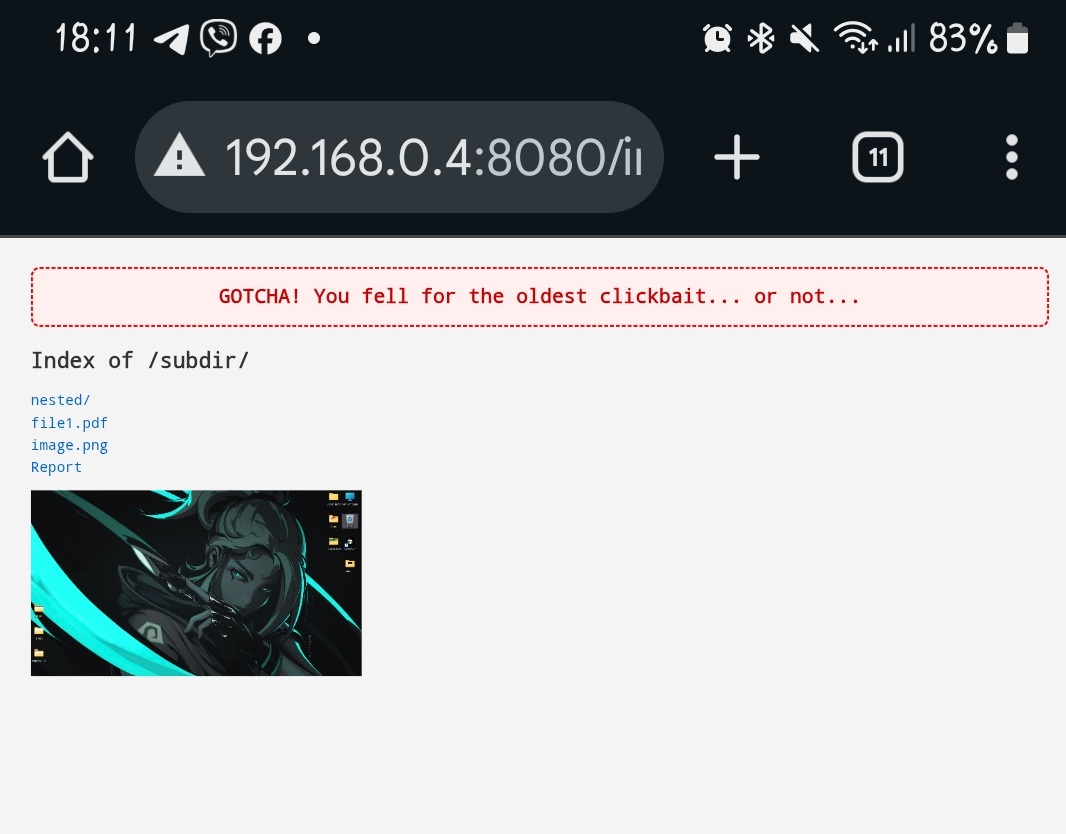 18:11 83%
192.168.0.4:8080/i
11
GOTCHA! You fell for the oldest clickbait... or not...
Index of /subdir/
nested/
file1.pdf
image.png
Report